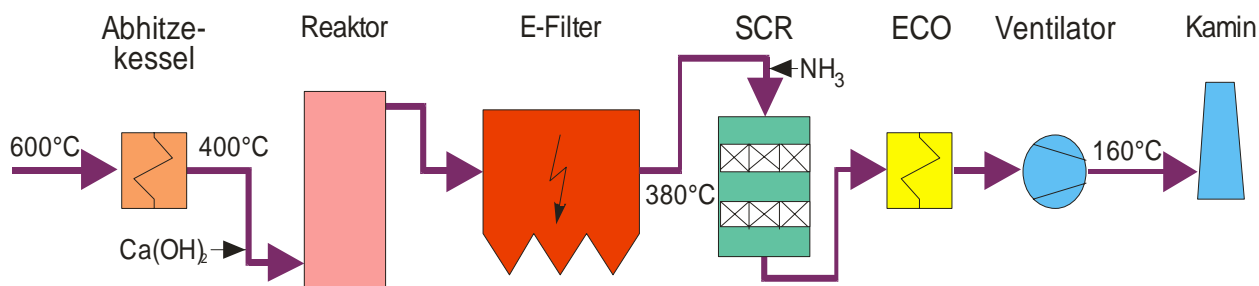 Abhitze-
kessel
Reaktor
E-Filter
SCR
ECO
Ventilator
Kamin
NH₃
600°C
400°C
380°C
160°C
Ca(OH)₂